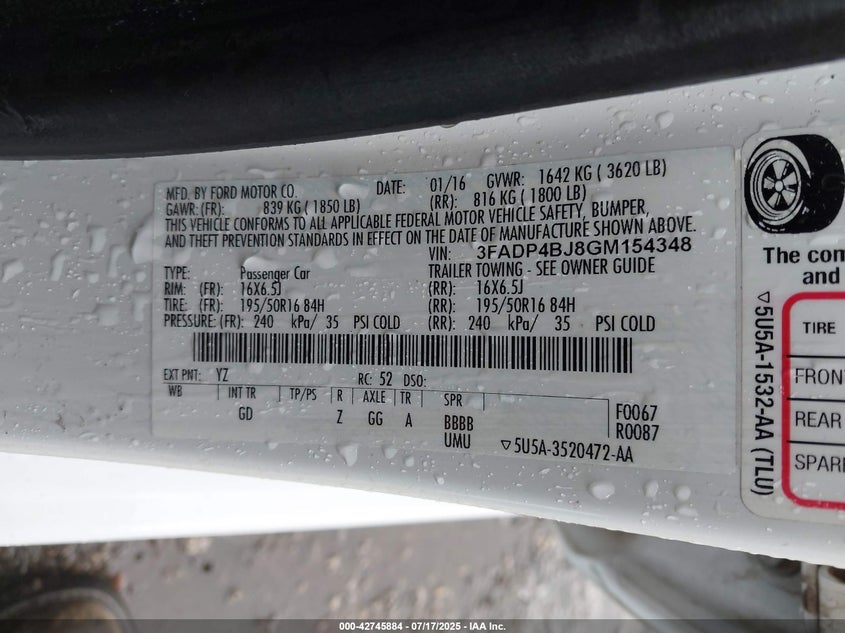 MFD. BY FORD MOTOR CO. DATE: 01/16 GVWR: 1642 KG ( 3620 LB)
GAWR: (FR): 839 KG ( 1850 LB) (RR): 816 KG ( 1800 LB)
THIS VEHICLE CONFORMS TO ALL APPLICABLE FEDERAL MOTOR VEHICLE SAFETY, BUMPER,
AND THEFT PREVENTION STANDARDS IN EFFECT ON THE DATE OF MANUFACTURE SHOWN ABOVE.
VIN: 3FADP4BJ8GM154348
TYPE: Passenger Car TRAILER TOWING - SEE OWNER GUIDE
RIM: (FR): 16X6.5J (RR): 16X6.5J
TIRE: (FR): 195/50R16 84H (RR): 195/50R16 84H
PRESSURE: (FR): 240 kPa/ 35 PSI COLD (RR): 240 kPa/ 35 PSI COLD
EXT PNT: YZ RC: 52 DSO:
WB INT TR TP/PS R AXLE TR SPR
GD Z GG A BBBB F0067
UMU R0087
▽5U5A-3520472-AA
The com
and
▽5U5A-1532-AA (TLU)
TIRE
FRON
REAR
SPAR
000-42745884 - 07/17/2025 - IAA Inc.